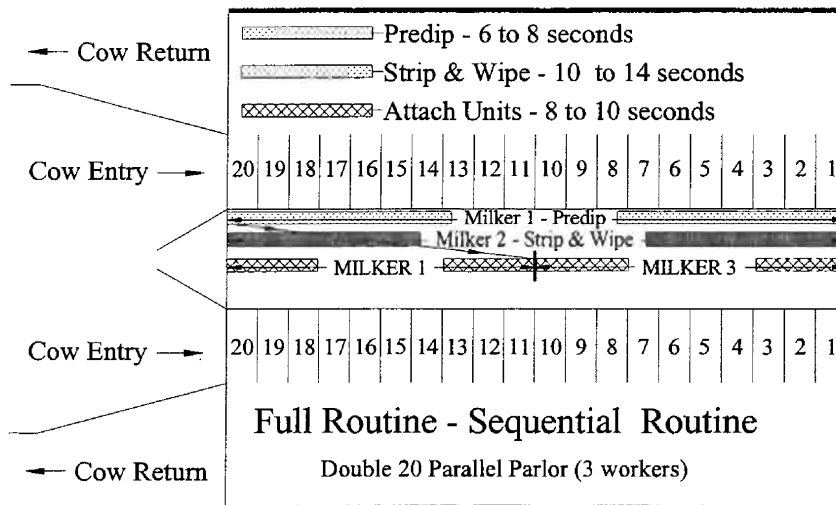 Cow Return
Predip - 6 to 8 seconds
Strip & Wipe - 10 to 14 seconds
Attach Units - 8 to 10 seconds
Cow Entry
20 19 18 17 16 15 14 13 12 11 10 9 8 7 6 5 4 3 2 1
Milker 1 - Predip
Milker 2 - Strip & Wipe
MILKER 1 MILKER 3
Cow Entry
20 19 18 17 16 15 14 13 12 11 10 9 8 7 6 5 4 3 2 1
Full Routine - Sequential Routine
Cow Return
Double 20 Parallel Parlor (3 workers)